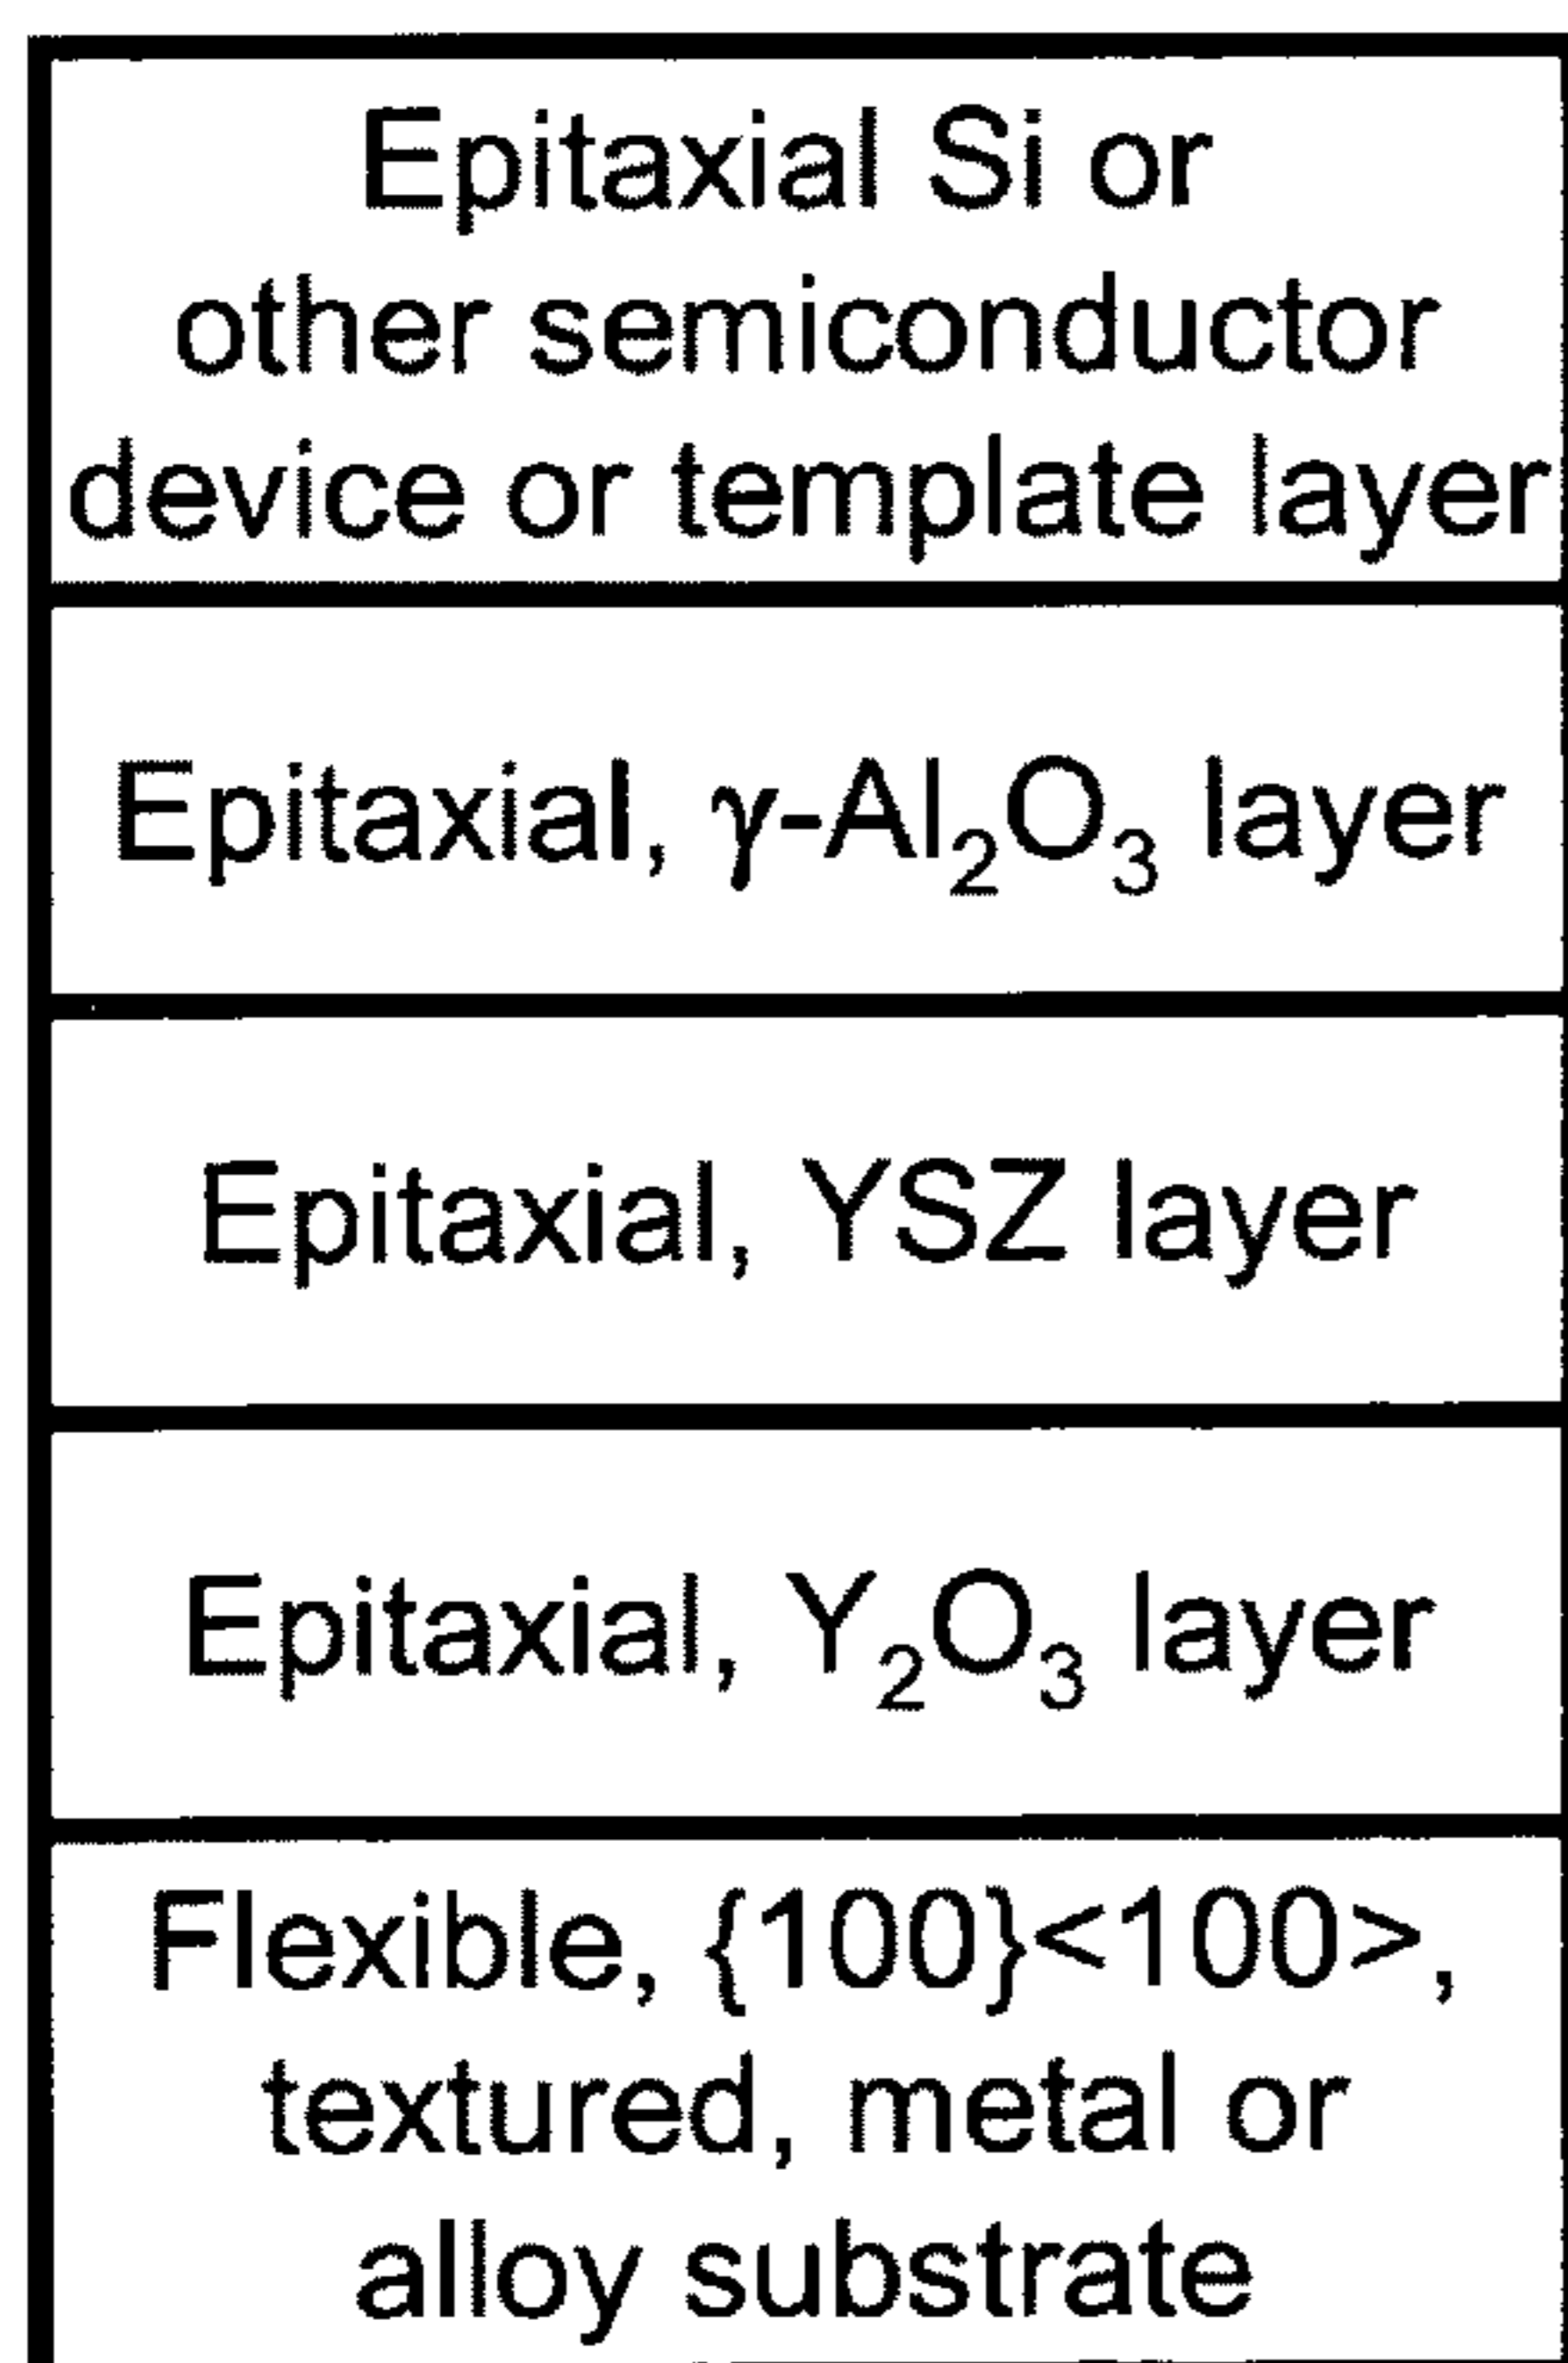 Epitaxial Si or
other semiconductor
device or template layer
Epitaxial, γ-Al₂O₃ layer
Epitaxial, YSZ layer
Epitaxial, Y₂O₃ layer
Flexible, {100}<100>,
textured, metal or
alloy substrate